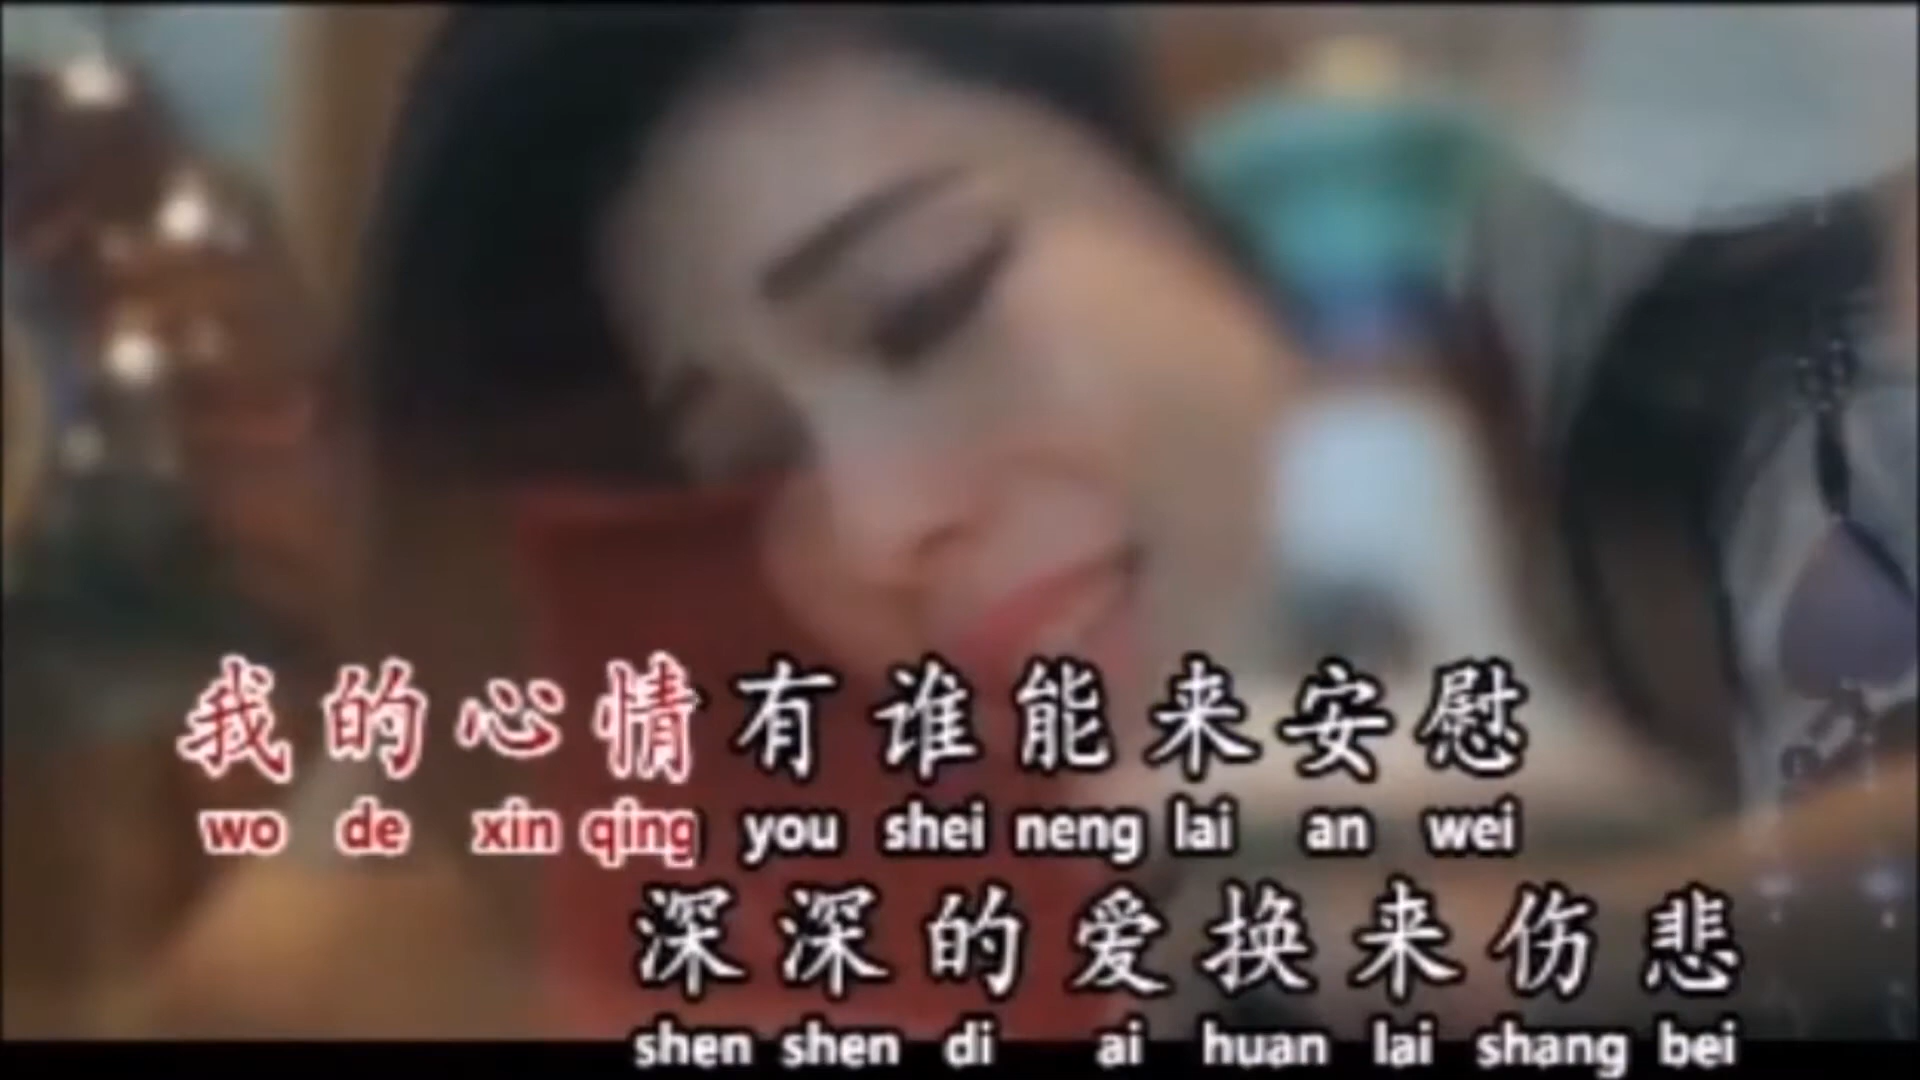 我的心情有谁能来安慰
wo de xin qing you shei neng lai an wei
深深的爱换来伤悲
shen shen di ai huan lai shang bei